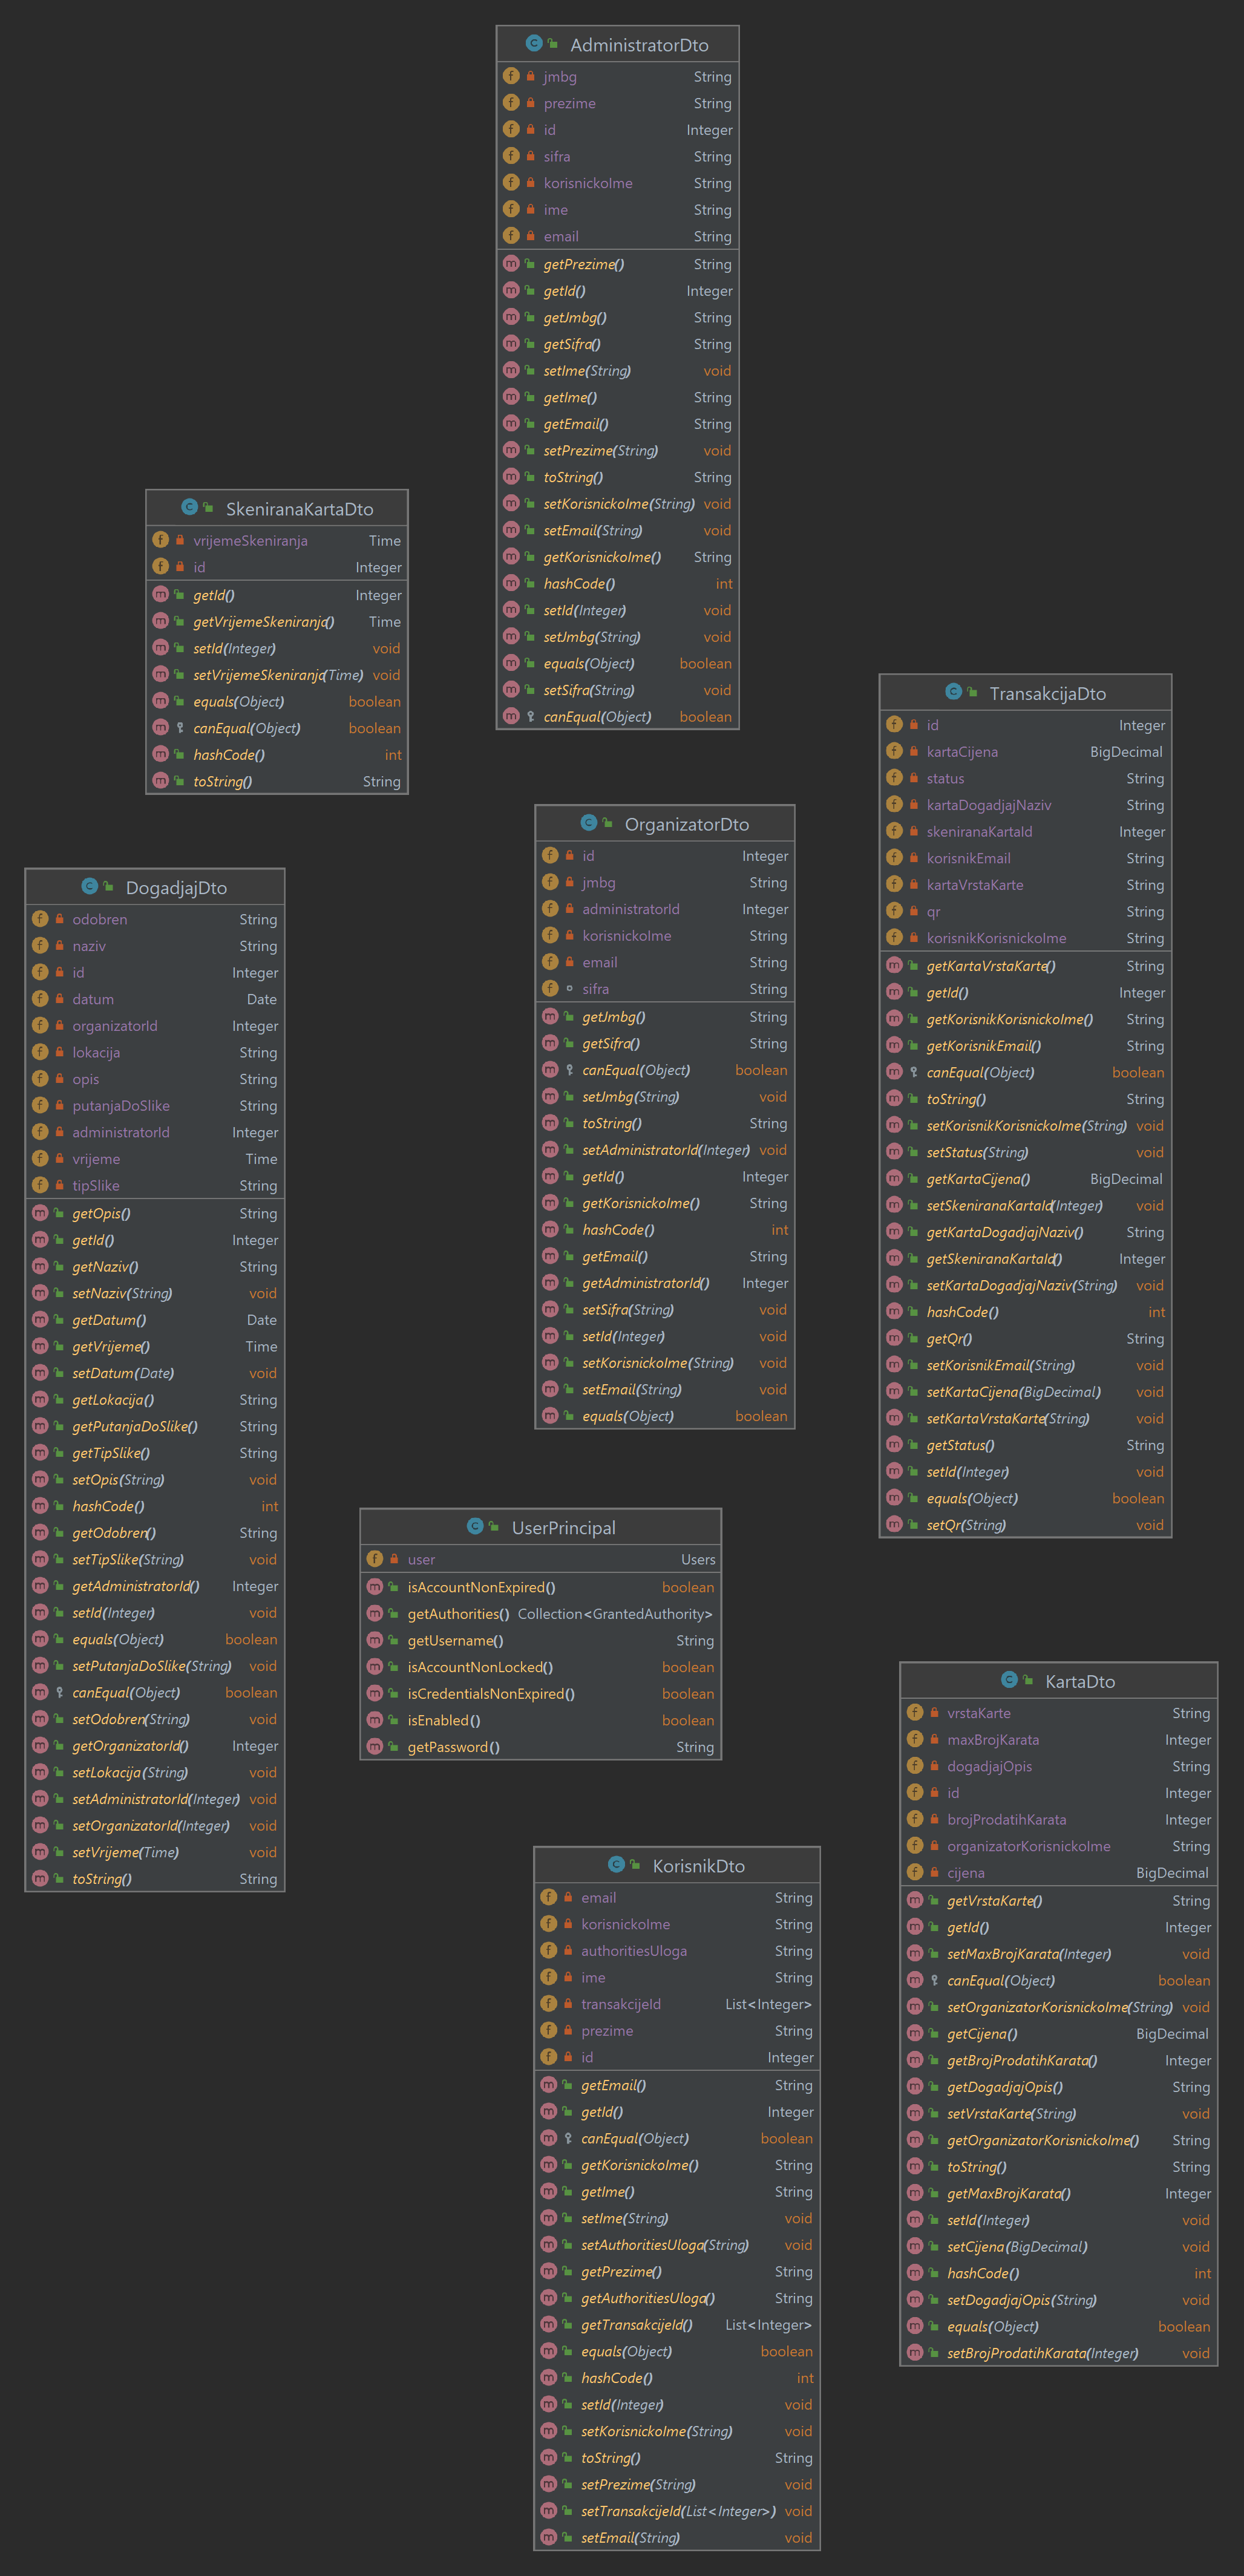 AdministratorDto
jmbg String
prezime String
id Integer
sifra String
korisnickoIme String
ime String
email String
getPrezime() String
getId() Integer
getJmbg() String
getSifra() String
setIme(String) void
getIme() String
getEmail() String
setPrezime(String) void
toString() String
setKorisnickoIme(String) void
setEmail(String) void
getKorisnickoIme() String
hashCode() int
setId(Integer) void
setJmbg(String) void
equals(Object) boolean
setSifra(String) void
canEqual(Object) boolean
SkeniranaKartaDto
vrijemeSkeniranja Time
id Integer
getId() Integer
getVrijemeSkeniranja() Time
setId(Integer) void
setVrijemeSkeniranja(Time) void
equals(Object) boolean
canEqual(Object) boolean
hashCode() int
toString() String
TransakcijaDto
id Integer
kartaCijena BigDecimal
status String
kartaDogadjajNaziv String
skeniranaKartaId Integer
korisnikEmail String
kartaVrstaKarte String
qr String
korisnikKorisnickoIme String
getKartaVrstaKarte() String
getId() Integer
getKorisnikKorisnickoIme() String
getKorisnikEmail() String
canEqual(Object) boolean
toString() String
setKorisnikKorisnickoIme(String) void
setStatus(String) void
getKartaCijena() BigDecimal
setSkeniranaKartaId(Integer) void
getKartaDogadjajNaziv() String
getSkeniranaKartaId() Integer
setKartaDogadjajNaziv(String) void
hashCode() int
getQr() String
setKorisnikEmail(String) void
setKartaCijena(BigDecimal) void
setKartaVrstaKarte(String) void
getStatus() String
setId(Integer) void
equals(Object) boolean
setQr(String) void
OrganizatorDto
id Integer
jmbg String
administratorId Integer
korisnickoIme String
email String
sifra String
getJmbg() String
getSifra() String
canEqual(Object) boolean
setJmbg(String) void
toString() String
setAdministratorId(Integer) void
getId() Integer
getKorisnickoIme() String
hashCode() int
getEmail() String
getAdministratorId() Integer
setSifra(String) void
setId(Integer) void
setKorisnickoIme(String) void
setEmail(String) void
equals(Object) boolean
DogadjajDto
odobren String
naziv String
id Integer
datum Date
organizatorId Integer
lokacija String
opis String
putanjaDoSlike String
administratorId Integer
vrijeme Time
tipSlike String
getOpis() String
getId() Integer
getNaziv() String
setNaziv(String) void
getDatum() Date
getVrijeme() Time
setDatum(Date) void
getLokacija() String
getPutanjaDoSlike() String
getTipSlike() String
setOpis(String) void
hashCode() int
getOdobren() String
setTipSlike(String) void
getAdministratorId() Integer
setId(Integer) void
equals(Object) boolean
setPutanjaDoSlike(String) void
canEqual(Object) boolean
setOdobren(String) void
getOrganizatorId() Integer
setLokacija(String) void
setAdministratorId(Integer) void
setOrganizatorId(Integer) void
setVrijeme(Time) void
toString() String
UserPrincipal
user Users
isAccountNonExpired() boolean
getAuthorities() Collection<GrantedAuthority>
getUsername() String
isAccountNonLocked() boolean
isCredentialsNonExpired() boolean
isEnabled() boolean
getPassword() String
KartaDto
vrstaKarte String
maxBrojKarata Integer
dogadjajOpis String
id Integer
brojProdatihKarata Integer
organizatorKorisnickoIme String
cijena BigDecimal
getVrstaKarte() String
getId() Integer
setMaxBrojKarata(Integer) void
canEqual(Object) boolean
setOrganizatorKorisnickoIme(String) void
getCijena() BigDecimal
getBrojProdatihKarata() Integer
getDogadjajOpis() String
setVrstaKarte(String) void
getOrganizatorKorisnickoIme() String
toString() String
getMaxBrojKarata() Integer
setId(Integer) void
setCijena(BigDecimal) void
hashCode() int
setDogadjajOpis(String) void
equals(Object) boolean
setBrojProdatihKarata(Integer) void
KorisnikDto
email String
korisnickoIme String
authoritiesUloga String
ime String
transakcijeId List<Integer>
prezime String
id Integer
getEmail() String
getId() Integer
canEqual(Object) boolean
getKorisnickoIme() String
getIme() String
setIme(String) void
setAuthoritiesUloga(String) void
getPrezime() String
getAuthoritiesUloga() String
getTransakcijeId() List<Integer>
equals(Object) boolean
hashCode() int
setId(Integer) void
setKorisnickoIme(String) void
toString() String
setPrezime(String) void
setTransakcijeId(List<Integer>) void
setEmail(String) void